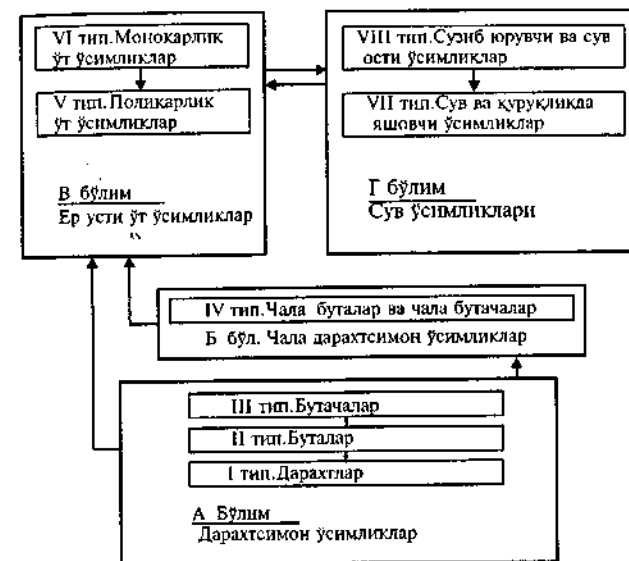 VI тип.Монокарлик
ўт ўсимликлар
V тип.Поликарлик
ўт ўсимликлар
В бўлим
Ер усти ўт ўсимликлар
VIII тип.Сузиб юрувчи ва сув
ости ўсимликлар
VII тип.Сув ва қуруқликда
яшовчи ўсимликлар
Г бўлим
Сув ўсимликлари
IV тип.Чала буталар ва чала бутачалар
Б бўл. Чала дарахтсимон ўсимликлар
III тип.Бутачалар
II тип.Буталар
I тип.Дарахтлар
А Бўлим
Дарахтсимон ўсимликлар